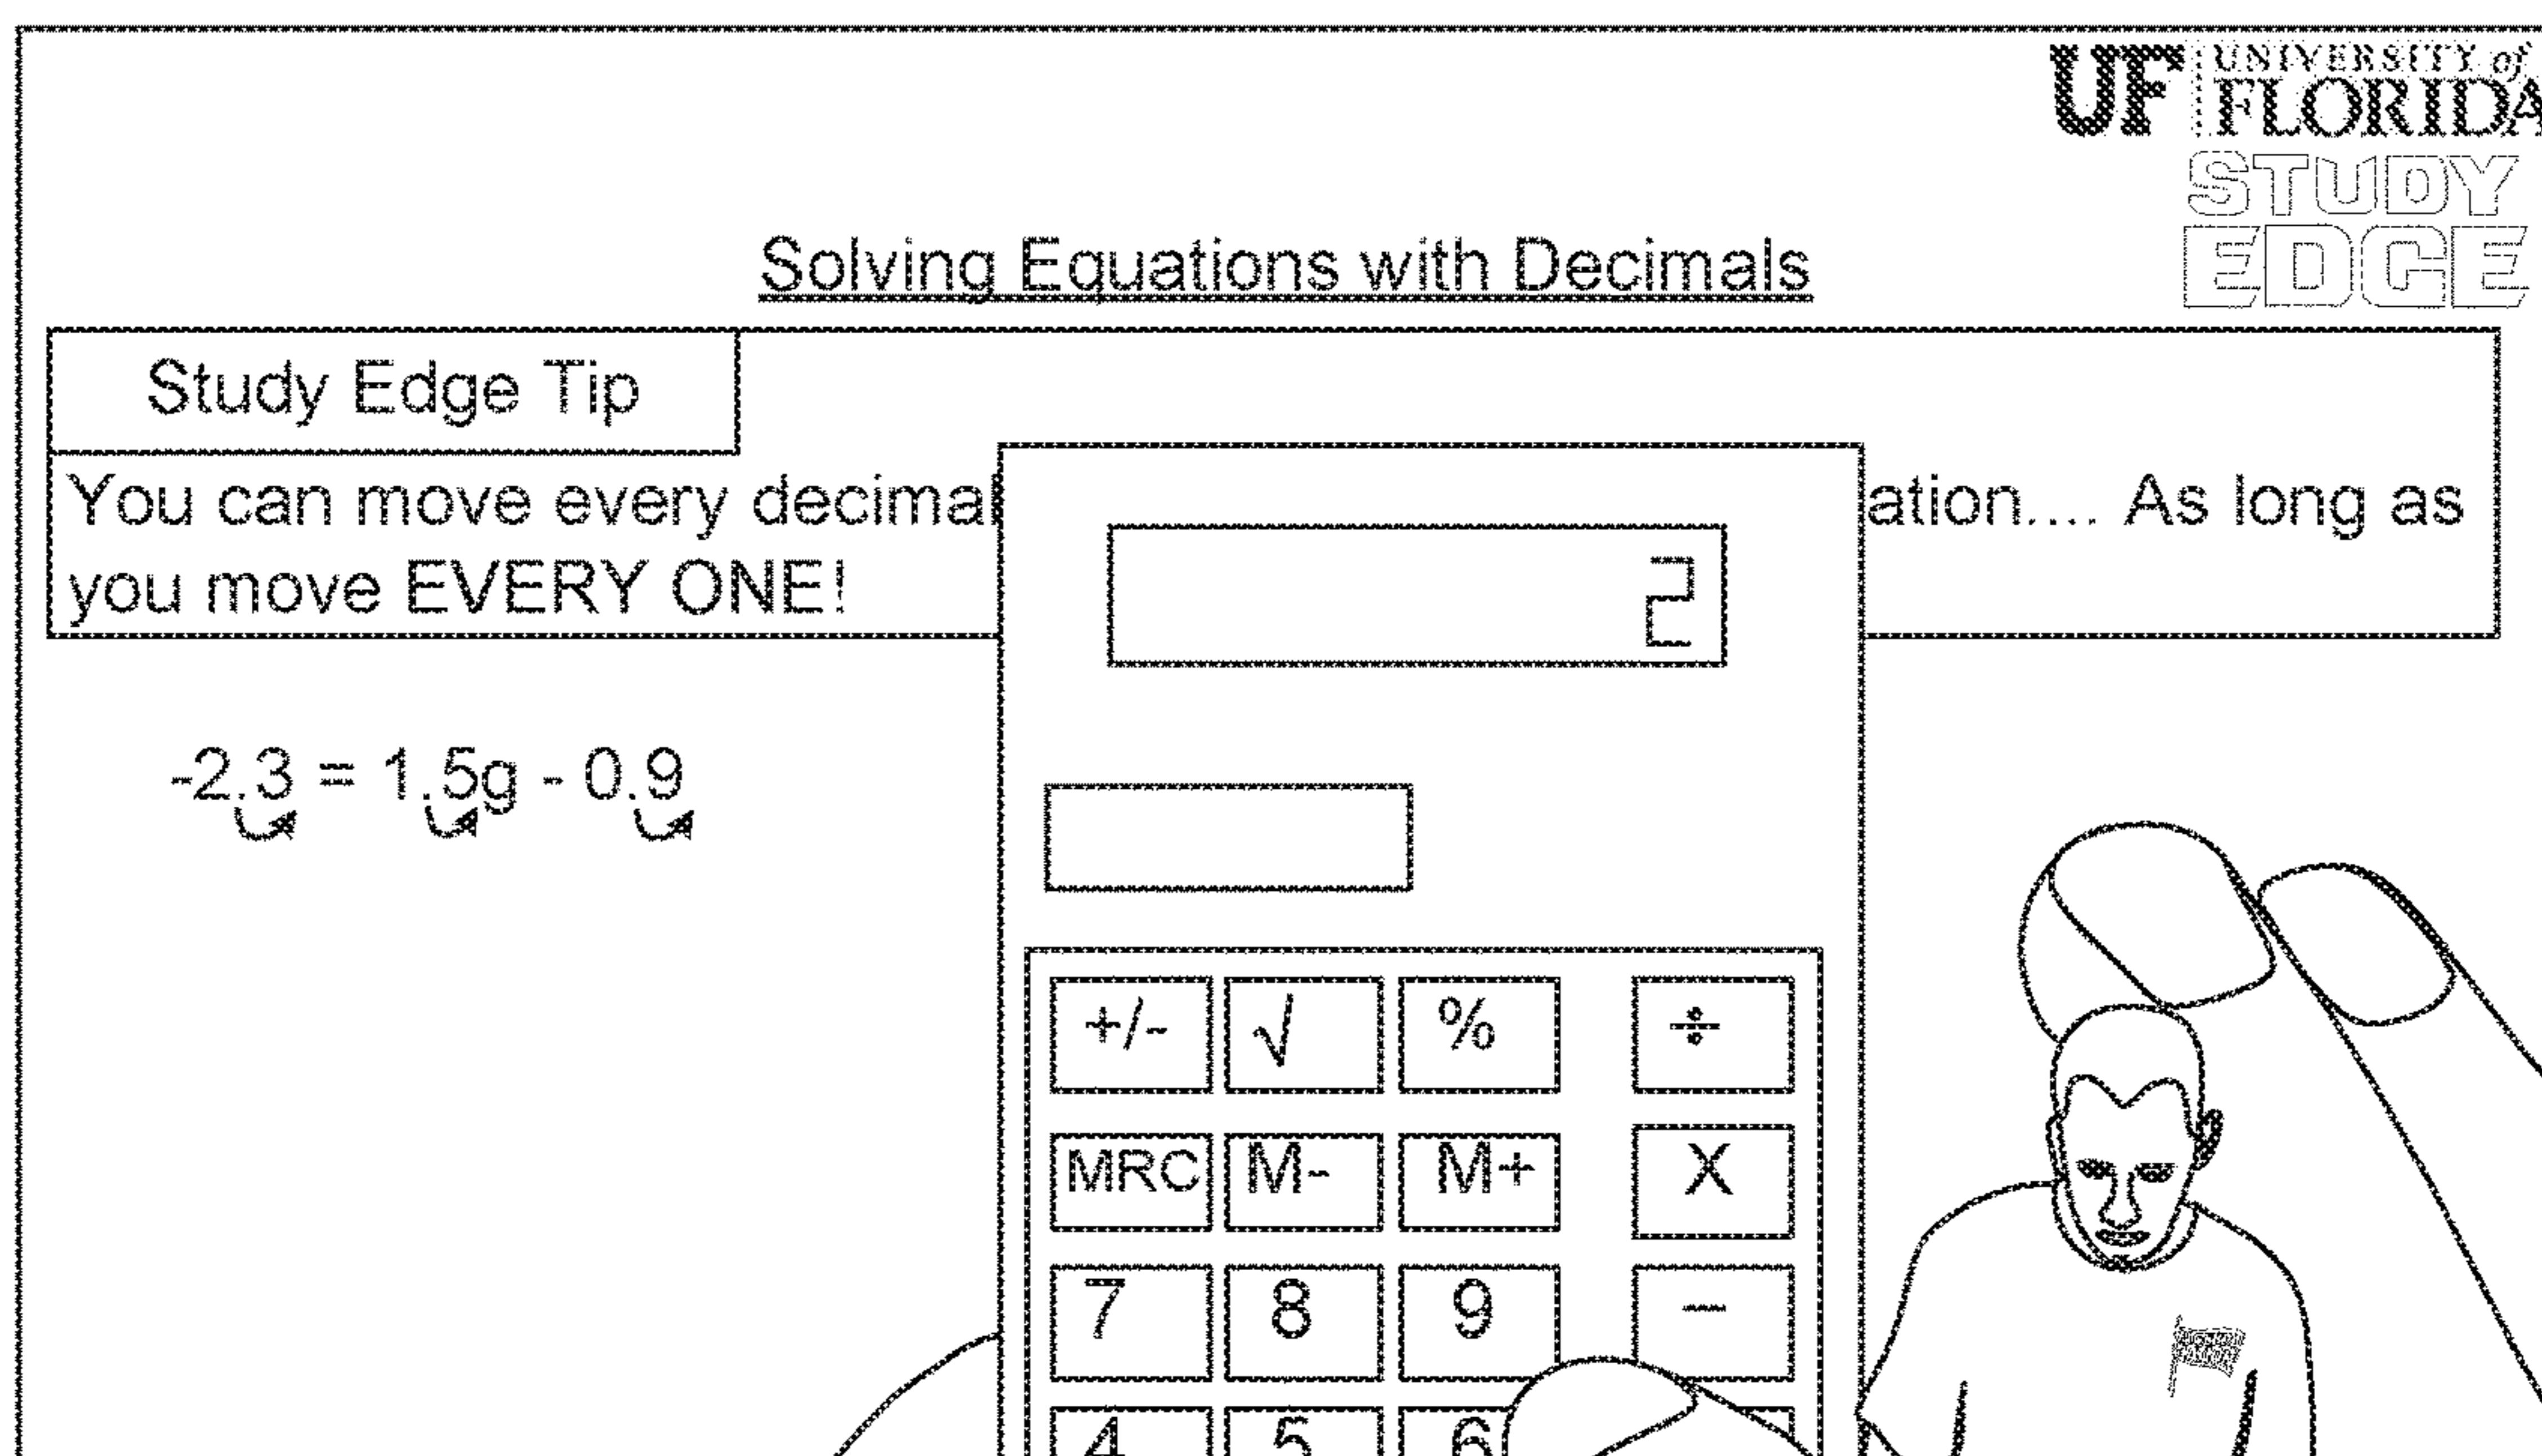 UF UNIVERSITY of
FLORIDA
STUDY
EDGE
Solving Equations with Decimals
Study Edge Tip
You can move every decimal ation.... As long as
you move EVERY ONE!
2
-2.3 = 1.5g - 0.9
+/- √ % ÷
MRC M- M+ X
7 8 9 −
4 5 6